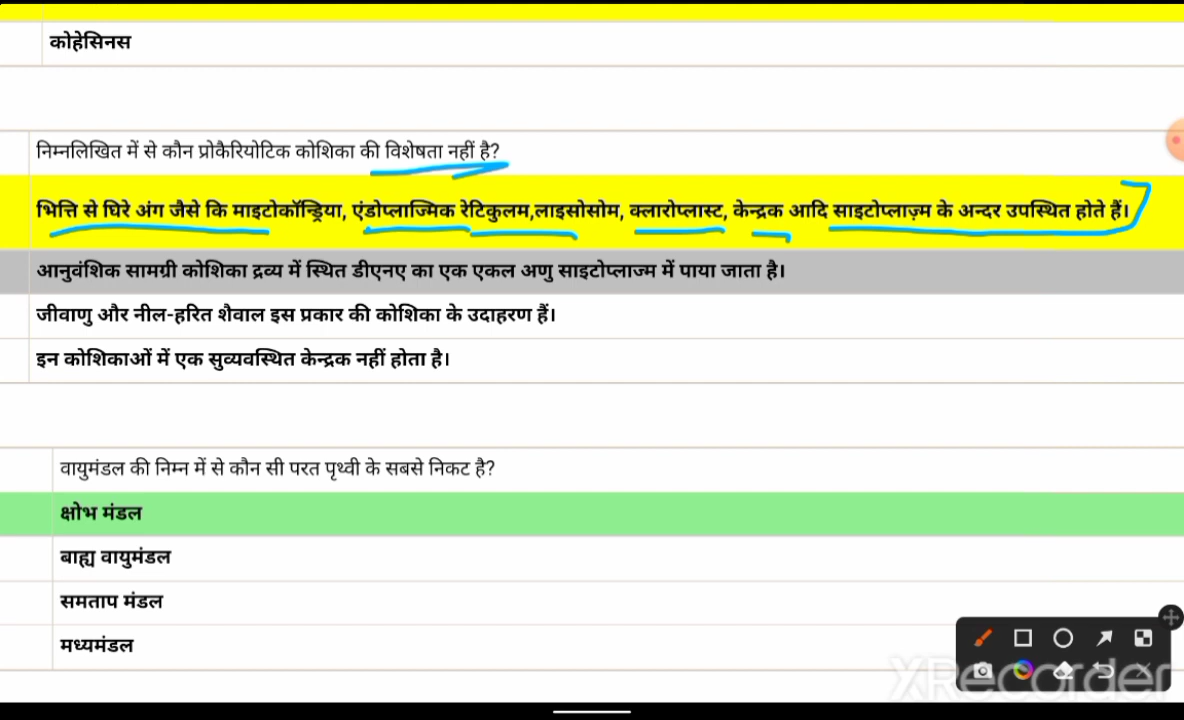 कोहेसिनस
निम्नलिखित में से कौन प्रोकैरियोटिक कोशिका की विशेषता नहीं है?
भित्ति से घिरे अंग जैसे कि माइटोकॉन्ड्रिया, एंडोप्लाज्मिक रेटिकुलम,लाइसोसोम, क्लारोप्लास्ट, केन्द्रक आदि साइटोप्लाज़्म के अन्दर उपस्थित होते हैं।
आनुवंशिक सामग्री कोशिका द्रव्य में स्थित डीएनए का एक एकल अणु साइटोप्लाज्म में पाया जाता है।
जीवाणु और नील-हरित शैवाल इस प्रकार की कोशिका के उदाहरण हैं।
इन कोशिकाओं में एक सुव्यवस्थित केन्द्रक नहीं होता है।
वायुमंडल की निम्न में से कौन सी परत पृथ्वी के सबसे निकट है?
क्षोभ मंडल
बाह्य वायुमंडल
समताप मंडल
मध्यमंडल
XRecorder